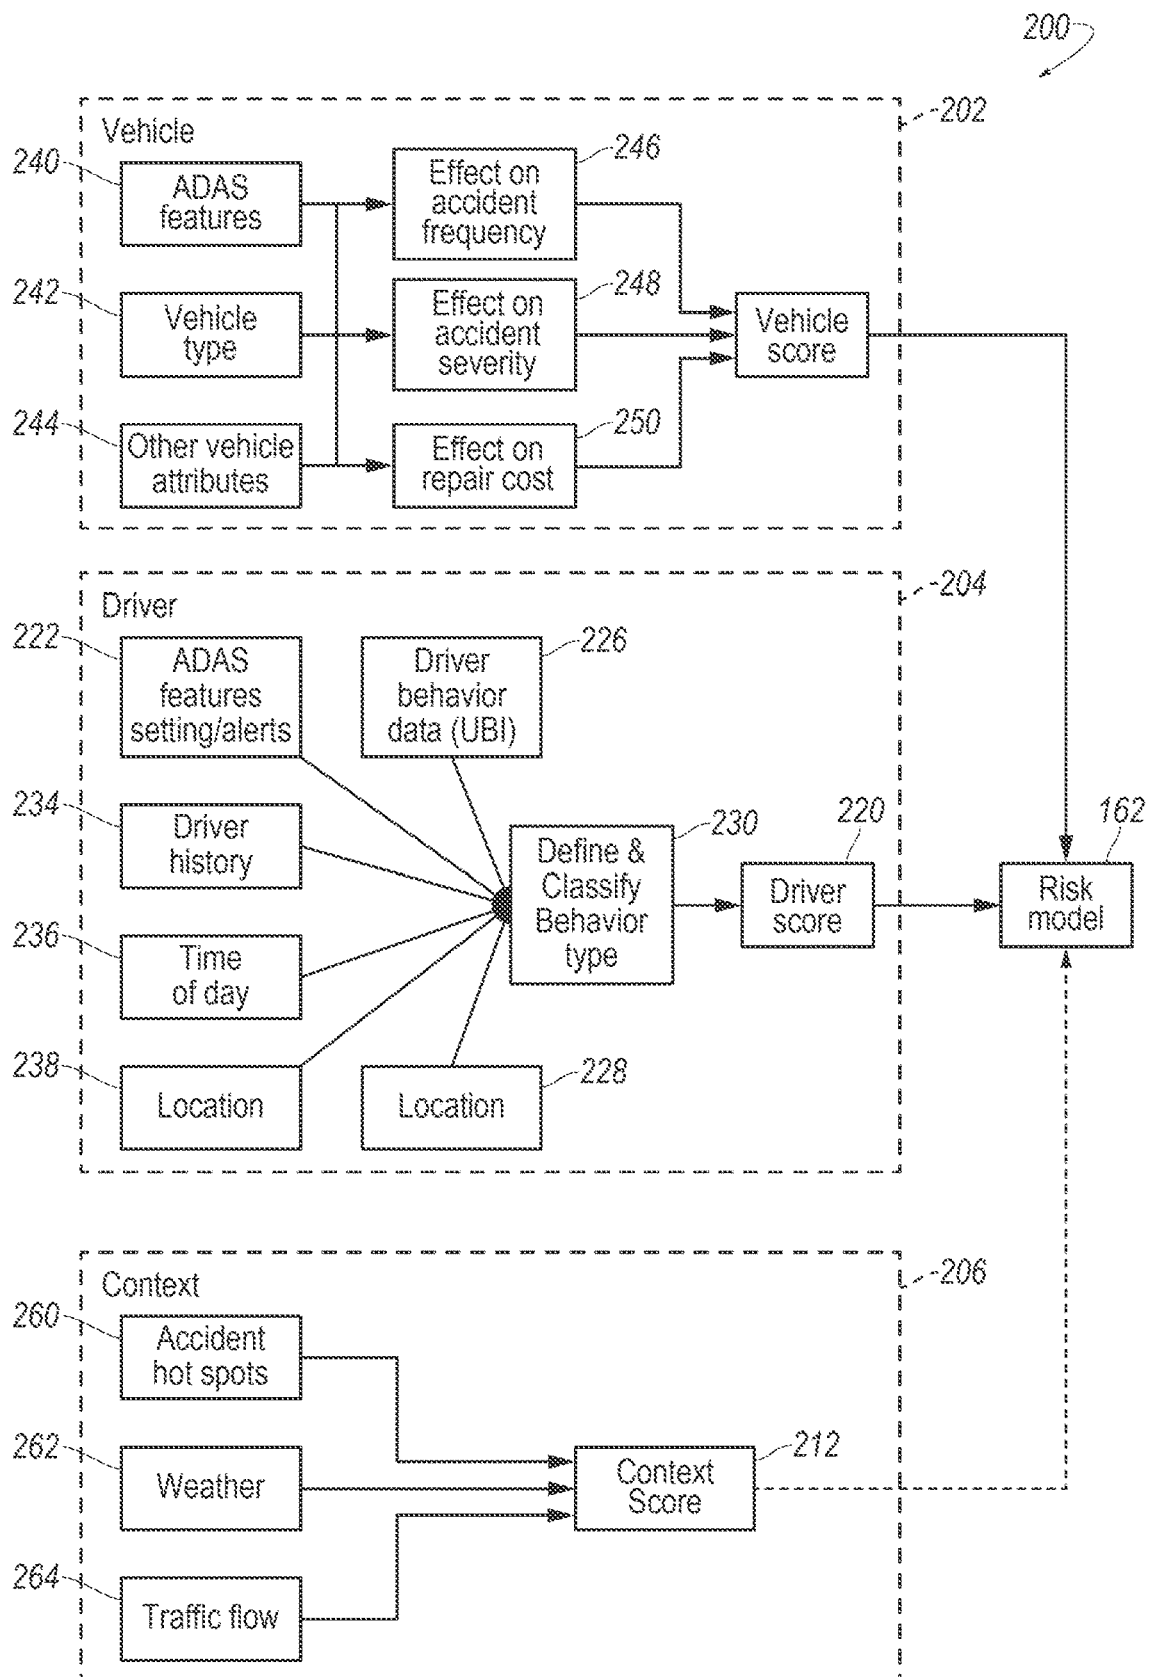 200
202
Vehicle
240
ADAS
features
246
Effect on
accident
frequency
242
Vehicle
type
248
Effect on
accident
severity
Vehicle
score
244
Other vehicle
attributes
250
Effect on
repair cost
204
Driver
222
ADAS
features
setting/alerts
226
Driver
behavior
data (UBI)
234
Driver
history
230
Define &
Classify
Behavior
type
220
Driver
score
162
Risk
model
236
Time
of day
238
Location
228
Location
206
Context
260
Accident
hot spots
262
Weather
212
Context
Score
264
Traffic flow